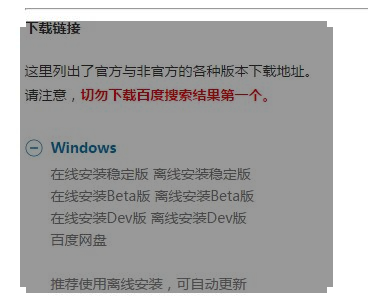 下载链接
这里列出了官方与非官方的各种版本下载地址。
请注意，切勿下载百度搜索结果第一个。
Windows
在线安装稳定版 离线安装稳定版
在线安装Beta版 离线安装Beta版
在线安装Dev版 离线安装Dev版
百度网盘
推荐使用离线安装，可自动更新